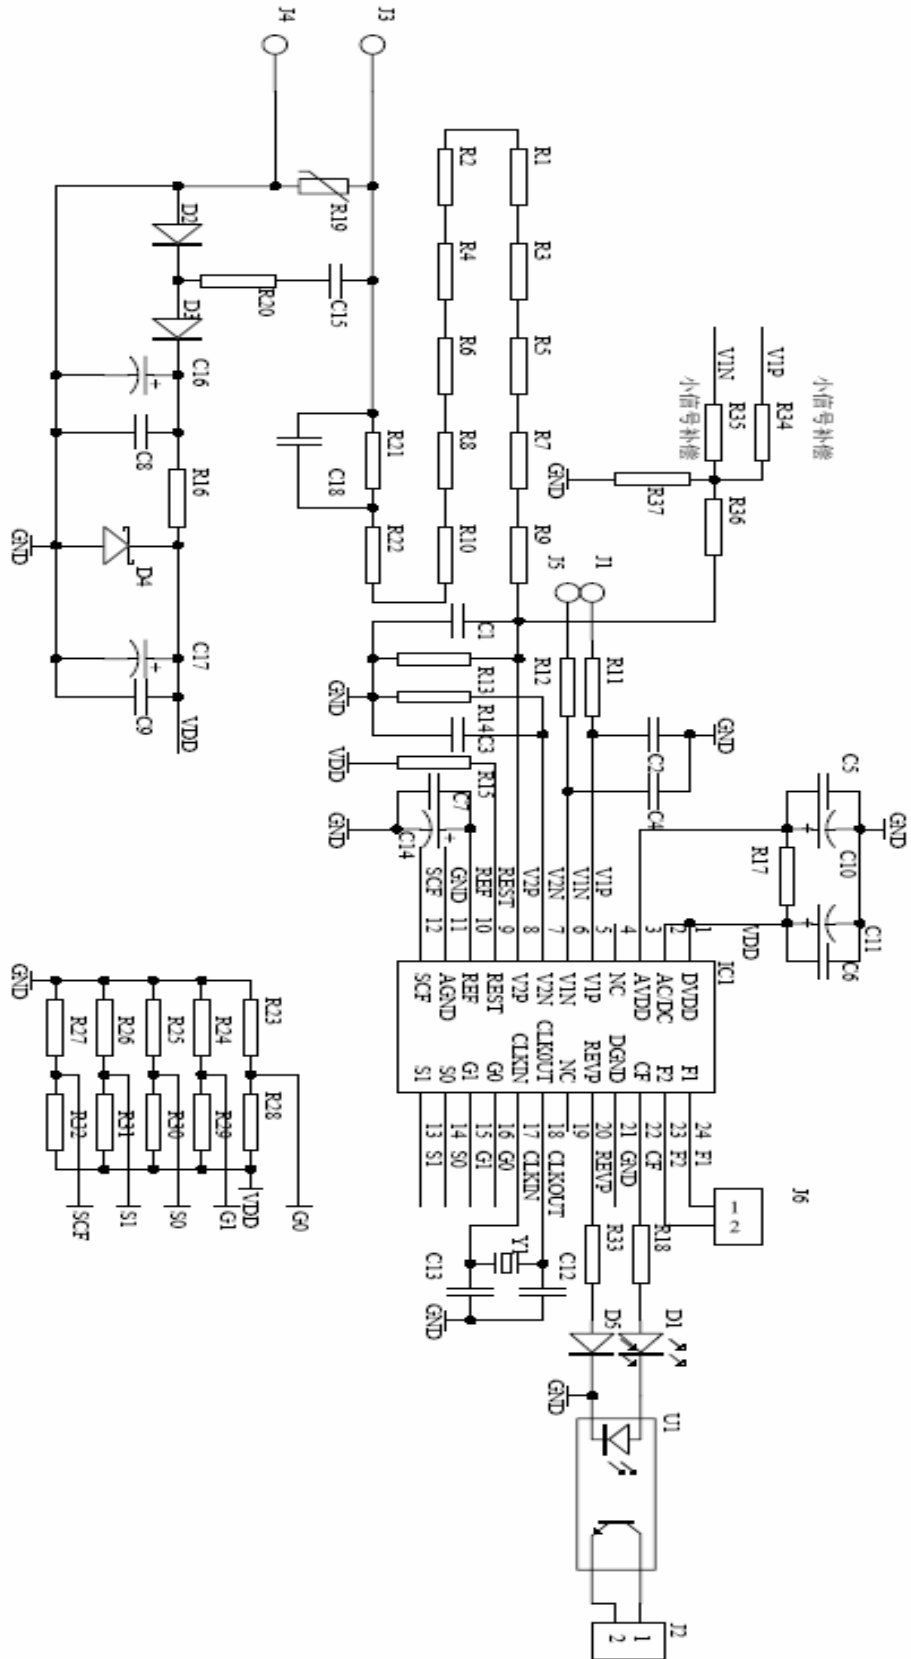 J4
J3
R2
R1
D2
R19
R4
R3
R20
C15
D3
R6
R5
V1N
V1P
C16
R35
R34
小信号补偿
小信号补偿
C8
R21
C18
R8
R7
R16
GND
R37
R36
GND
D4
R22
R10
R9
J5
J1
C17
C9
VDD
C1
R13
R14
C3
R12
R11
GND
GND
VDD
R15
C2
C4
GND
C7
C14
C5
C10
GND
R17
VDD
C11
C6
SCF
GND
REF
REST
V2P
V2N
V1N
V1P
12
11
10
9
8
7
6
5
4
3
2
1
IC1
SCF
AGND
REF
REST
V2P
V2N
V1N
V1P
NC
AVDD
AC/DC
DVDD
S1
S0
G1
G0
CLKIN
CLKOUT
NC
REVP
DGND
CF
F2
F1
13
14
15
16
17
18
19
20
21
22
23
24
S1
S0
G1
G0
CLKIN
CLKOUT
REVP
GND
CF
F2
F1
J6
1
2
GND
R27
R26
R25
R24
R23
R32
R31
R30
R29
R28
SCF
S1
S0
G1
VDD
G0
C13
Y1
C12
GND
R33
R18
D5
D1
GND
U1
J2
2
1